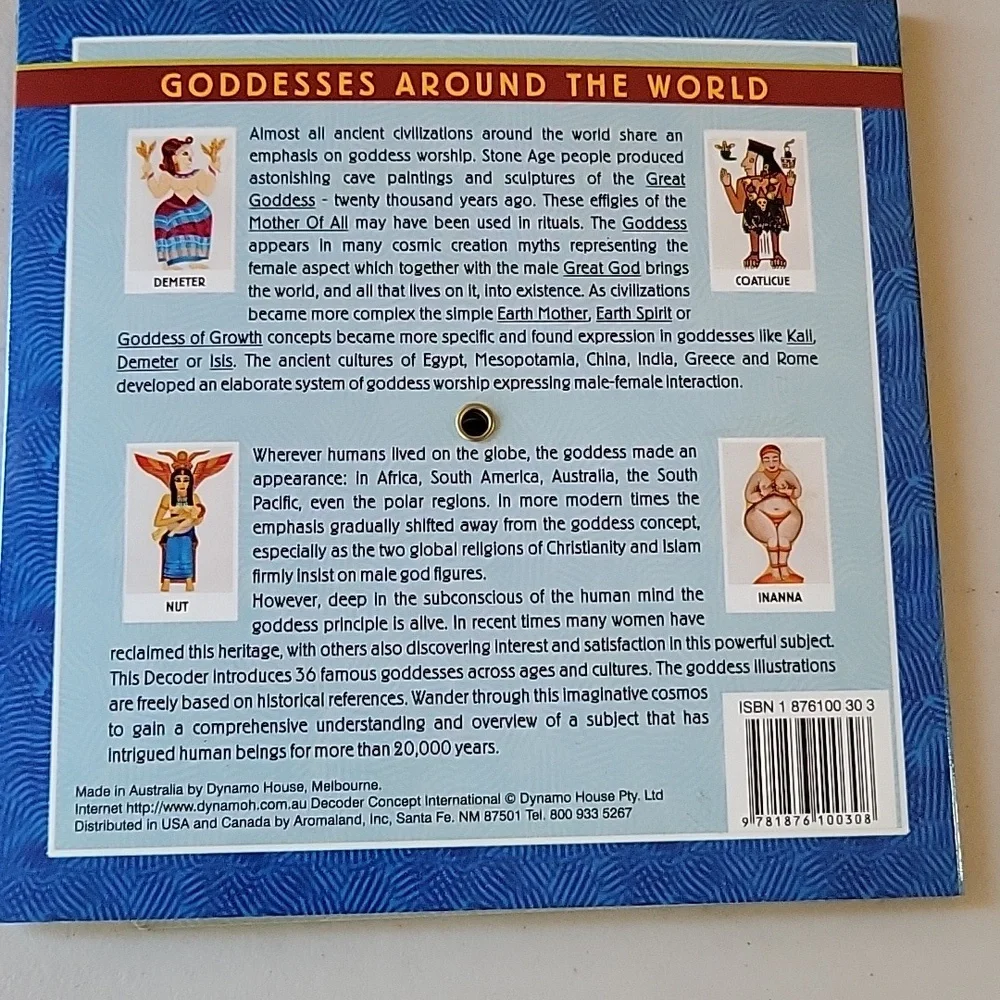 GODDESSES AROUND THE WORLD
Almost all ancient civilizations around the world share an
emphasis on goddess worship. Stone Age people produced
astonishing cave paintings and sculptures of the Great
Goddess - twenty thousand years ago. These effigies of the
Mother Of All may have been used in rituals. The Goddess
appears in many cosmic creation myths representing the
female aspect which together with the male Great God brings
the world, and all that lives on it, into existence. As civilizations
became more complex the simple Earth Mother, Earth Spirit or
Goddess of Growth concepts became more specific and found expression in goddesses like Kali,
Demeter or Isis. The ancient cultures of Egypt, Mesopotamia, China, India, Greece and Rome
developed an elaborate system of goddess worship expressing male-female interaction.
DEMETER
COATLICUE
Wherever humans lived on the globe, the goddess made an
appearance: in Africa, South America, Australia, the South
Pacific, even the polar regions. In more modern times the
emphasis gradually shifted away from the goddess concept,
especially as the two global religions of Christianity and Islam
firmly insist on male god figures.
However, deep in the subconscious of the human mind the
goddess principle is alive. In recent times many women have
reclaimed this heritage, with others also discovering interest and satisfaction in this powerful subject.
This Decoder introduces 36 famous goddesses across ages and cultures. The goddess illustrations
are freely based on historical references. Wander through this imaginative cosmos
to gain a comprehensive understanding and overview of a subject that has
intrigued human beings for more than 20,000 years.
NUT
INANNA
Made in Australia by Dynamo House, Melbourne.
Internet http://www.dynamoh.com.au Decoder Concept International © Dynamo House Pty. Ltd
Distributed in USA and Canada by Aromaland, Inc, Santa Fe. NM 87501 Tel. 800 933 5267
ISBN 1 876100 30 3
9 781876 100308